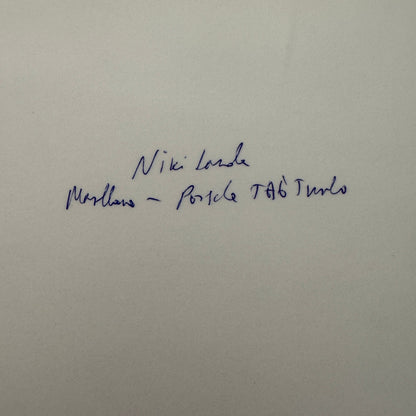 Niki Lauda
Marlboro - Porsche TAG Turbo